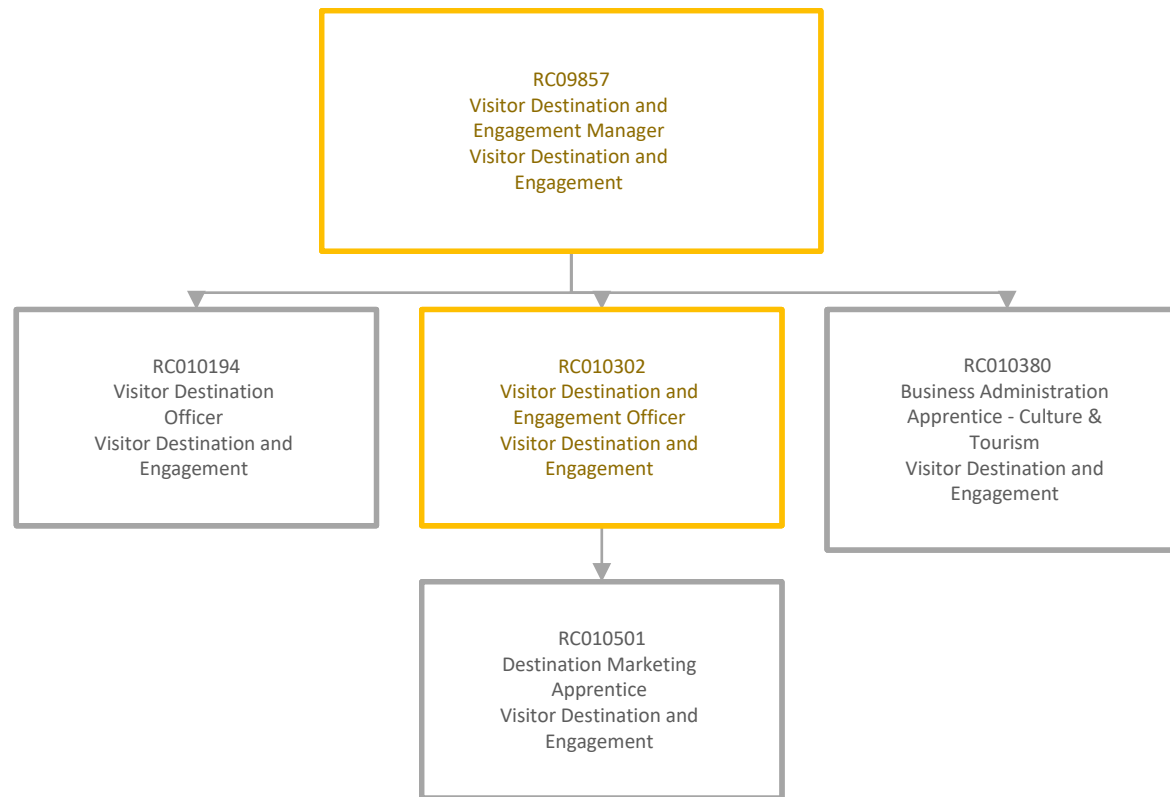 RC09857
Visitor Destination and
Engagement Manager
Visitor Destination and
Engagement
RC010194
Visitor Destination
Officer
Visitor Destination and
Engagement
RC010302
Visitor Destination and
Engagement Officer
Visitor Destination and
Engagement
RC010380
Business Administration
Apprentice - Culture &
Tourism
Visitor Destination and
Engagement
RC010501
Destination Marketing
Apprentice
Visitor Destination and
Engagement